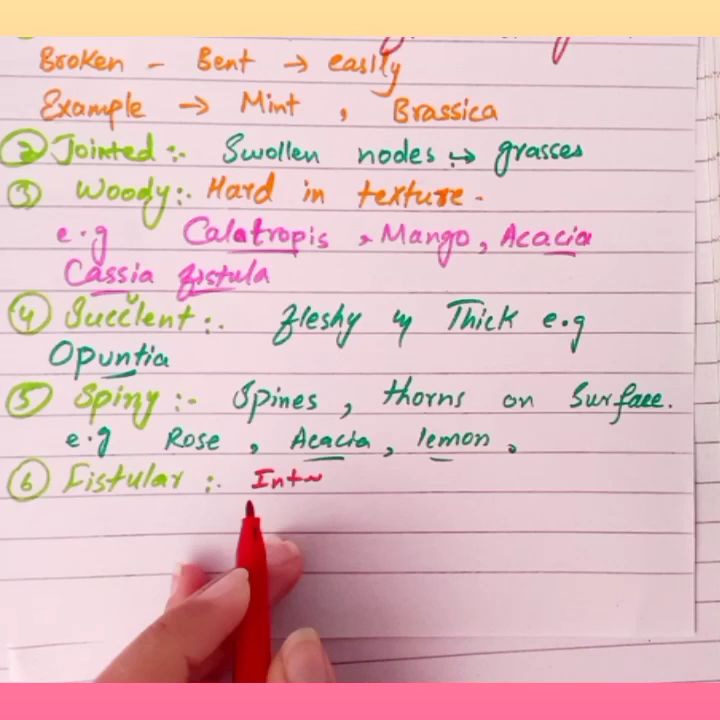 Broken - Bent → easily
Example → Mint , Brassica
② Jointed :- Swollen nodes → grasses
③ Woody :- Hard in texture -
e.g Calatropis , Mango, Acacia
Cassia fistula
④ Succlent :- fleshy Thick e.g
Opuntia
⑤ Spiny :- Spines , thorns on Surface.
e.g Rose , Acacia , lemon ,
⑥ Fistular :- Int~